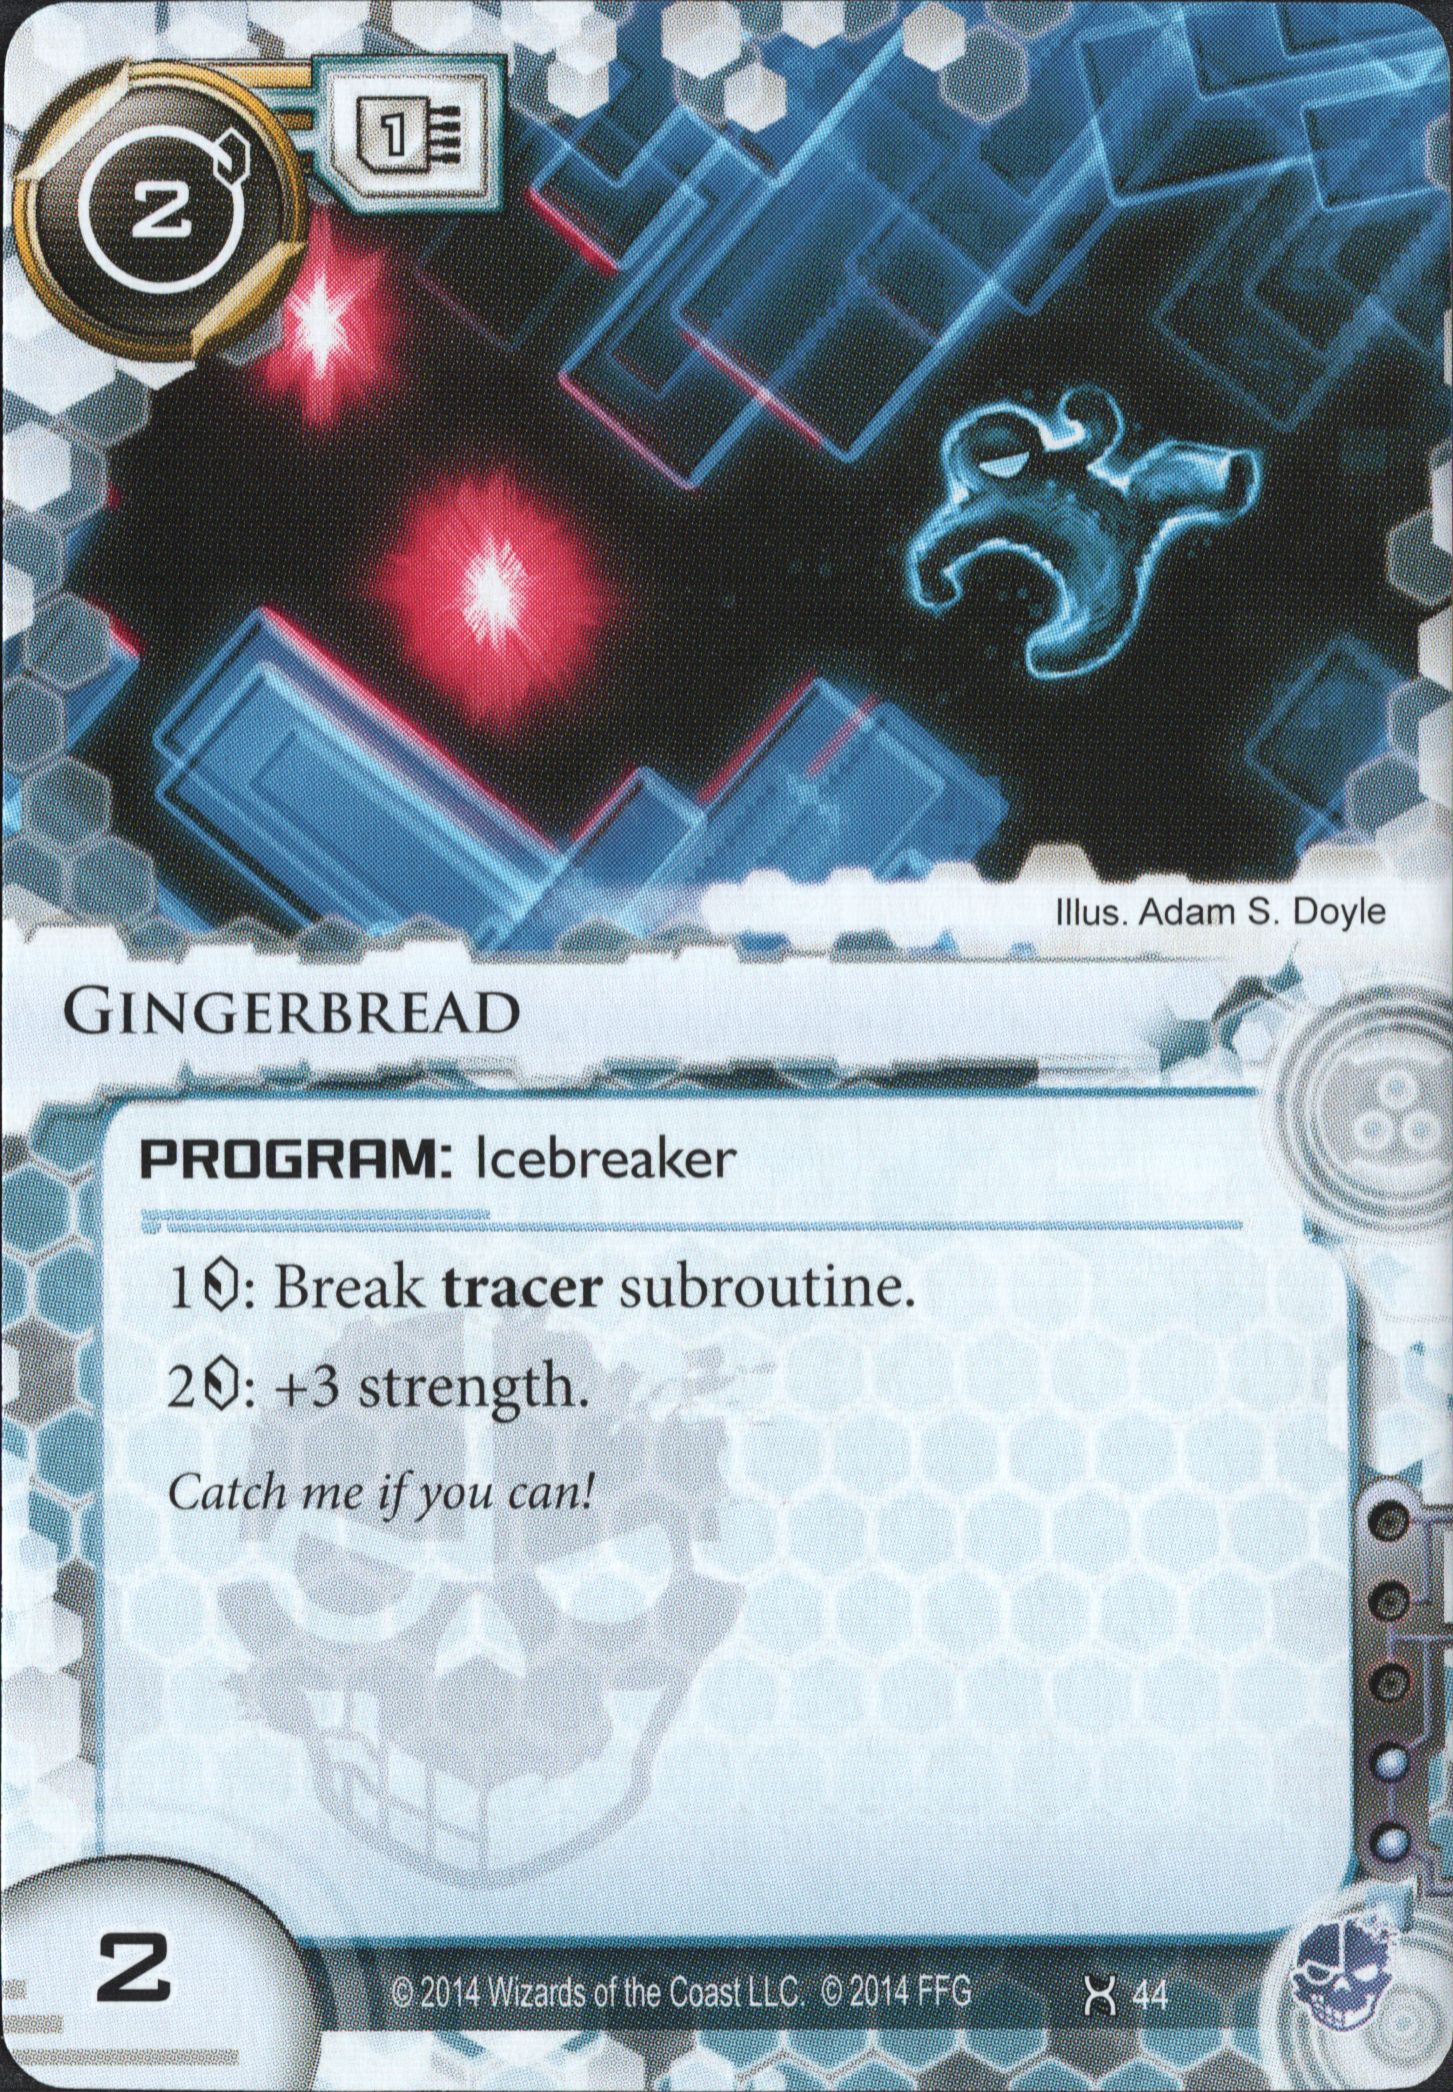 2
1
Illus. Adam S. Doyle
GINGERBREAD
PROGRAM: Icebreaker
1: Break tracer subroutine.
2: +3 strength.
Catch me if you can!
2
© 2014 Wizards of the Coast LLC. © 2014 FFG 44